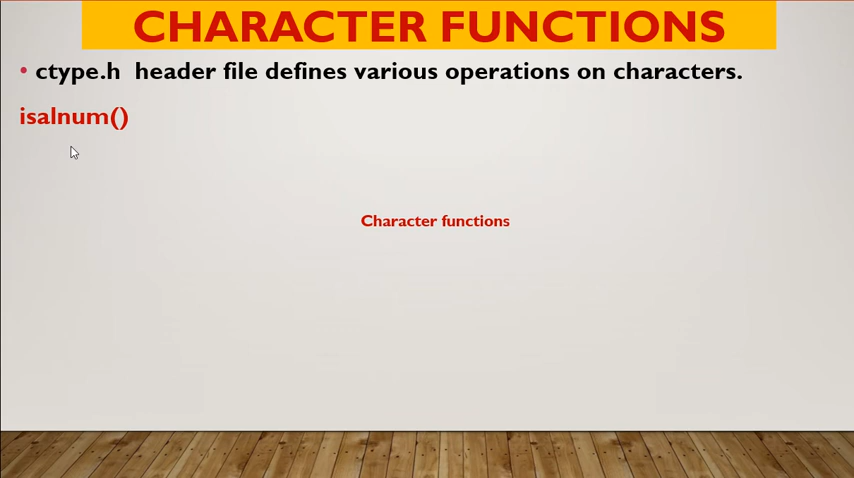 CHARACTER FUNCTIONS
• ctype.h header file defines various operations on characters.
isalnum()
Character functions